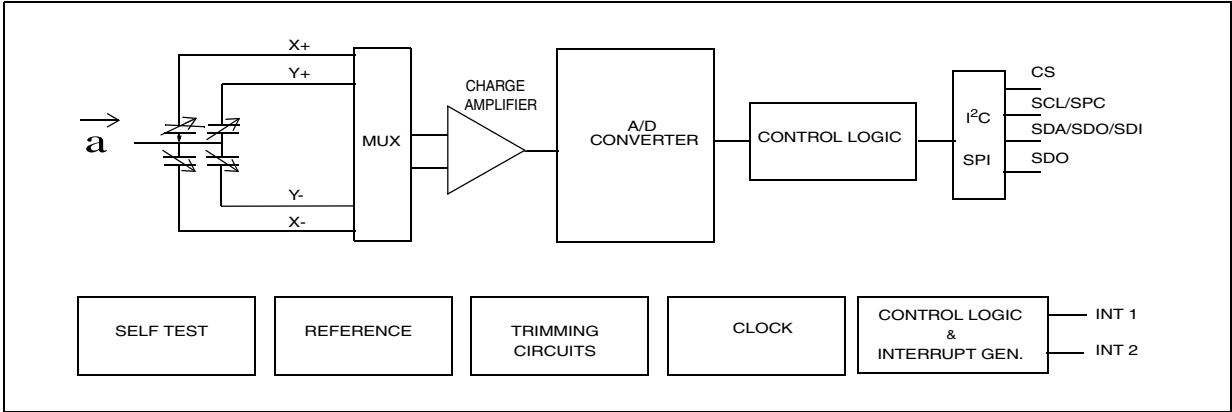 X+
Y+
a
Y-
X-
MUX
CHARGE
AMPLIFIER
A/D
CONVERTER
CONTROL LOGIC
I²C
SPI
CS
SCL/SPC
SDA/SDO/SDI
SDO
SELF TEST
REFERENCE
TRIMMING
CIRCUITS
CLOCK
CONTROL LOGIC
&
INTERRUPT GEN.
INT 1
INT 2